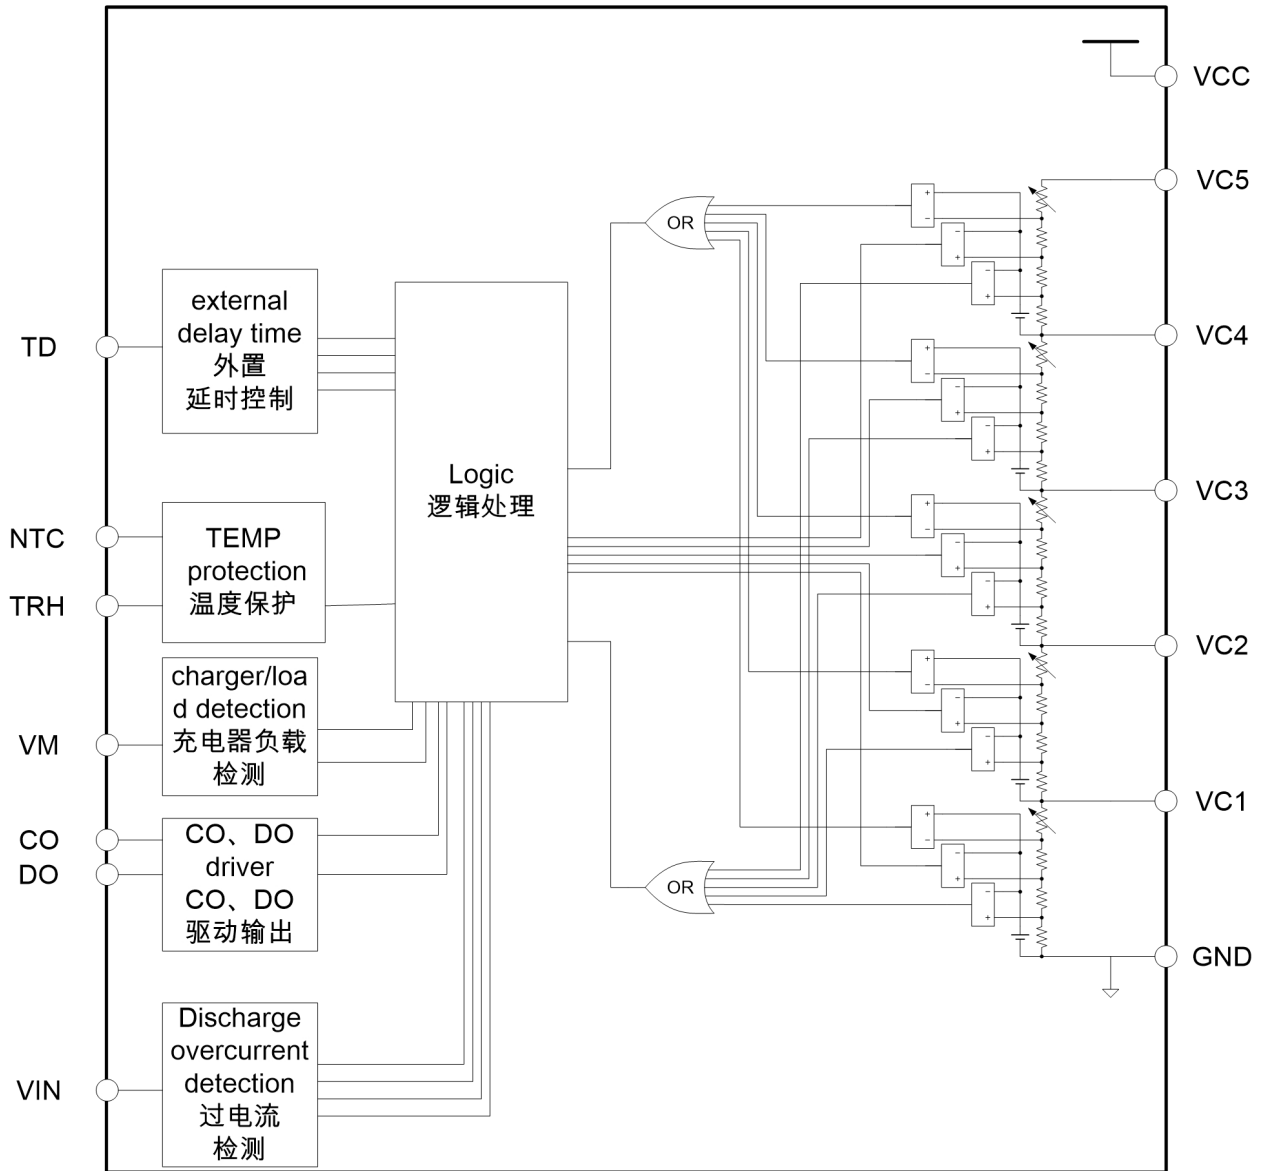 VCC
VC5
OR
external
delay time
外置
延时控制
TD
VC4
Logic
逻辑处理
VC3
NTC
TRH
TEMP
protection
温度保护
VC2
charger/loa
d detection
充电器负载
检测
VM
VC1
CO
DO
CO、DO
driver
CO、DO
驱动输出
OR
GND
Discharge
overcurrent
detection
过电流
检测
VIN